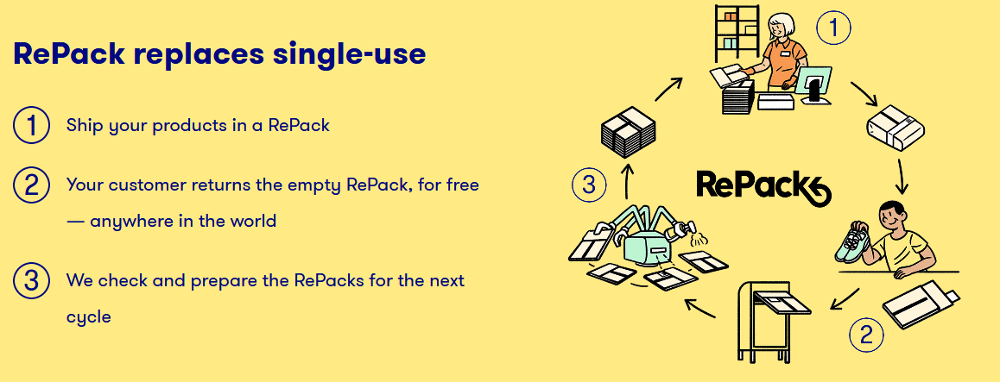 RePack replaces single-use
1 Ship your products in a RePack
2 Your customer returns the empty RePack, for free
— anywhere in the world
3 We check and prepare the RePacks for the next
cycle
1
3
RePack
2